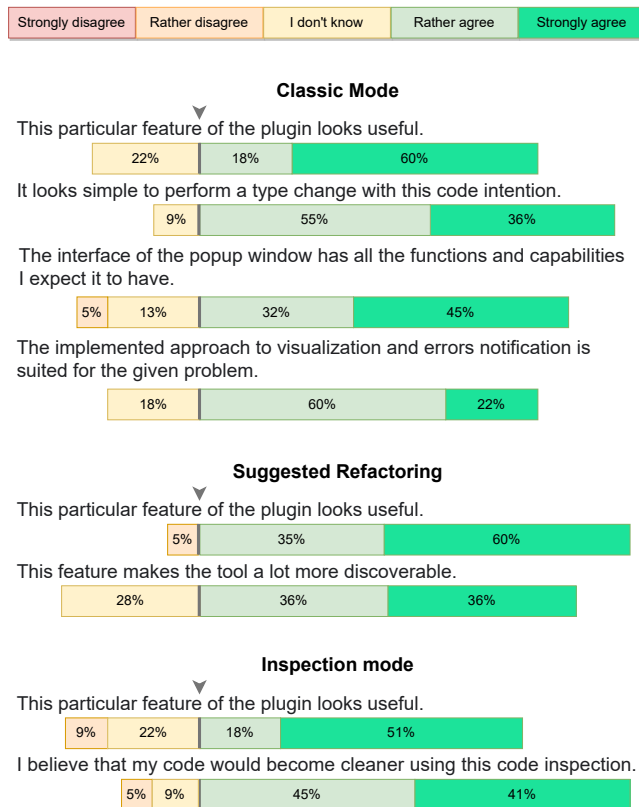 Strongly disagree Rather disagree I don't know Rather agree Strongly agree
Classic Mode
This particular feature of the plugin looks useful.
22% 18% 60%
It looks simple to perform a type change with this code intention.
9% 55% 36%
The interface of the popup window has all the functions and capabilities
I expect it to have.
5% 13% 32% 45%
The implemented approach to visualization and errors notification is
suited for the given problem.
18% 60% 22%
Suggested Refactoring
This particular feature of the plugin looks useful.
5% 35% 60%
This feature makes the tool a lot more discoverable.
28% 36% 36%
Inspection mode
This particular feature of the plugin looks useful.
9% 22% 18% 51%
I believe that my code would become cleaner using this code inspection.
5% 9% 45% 41%